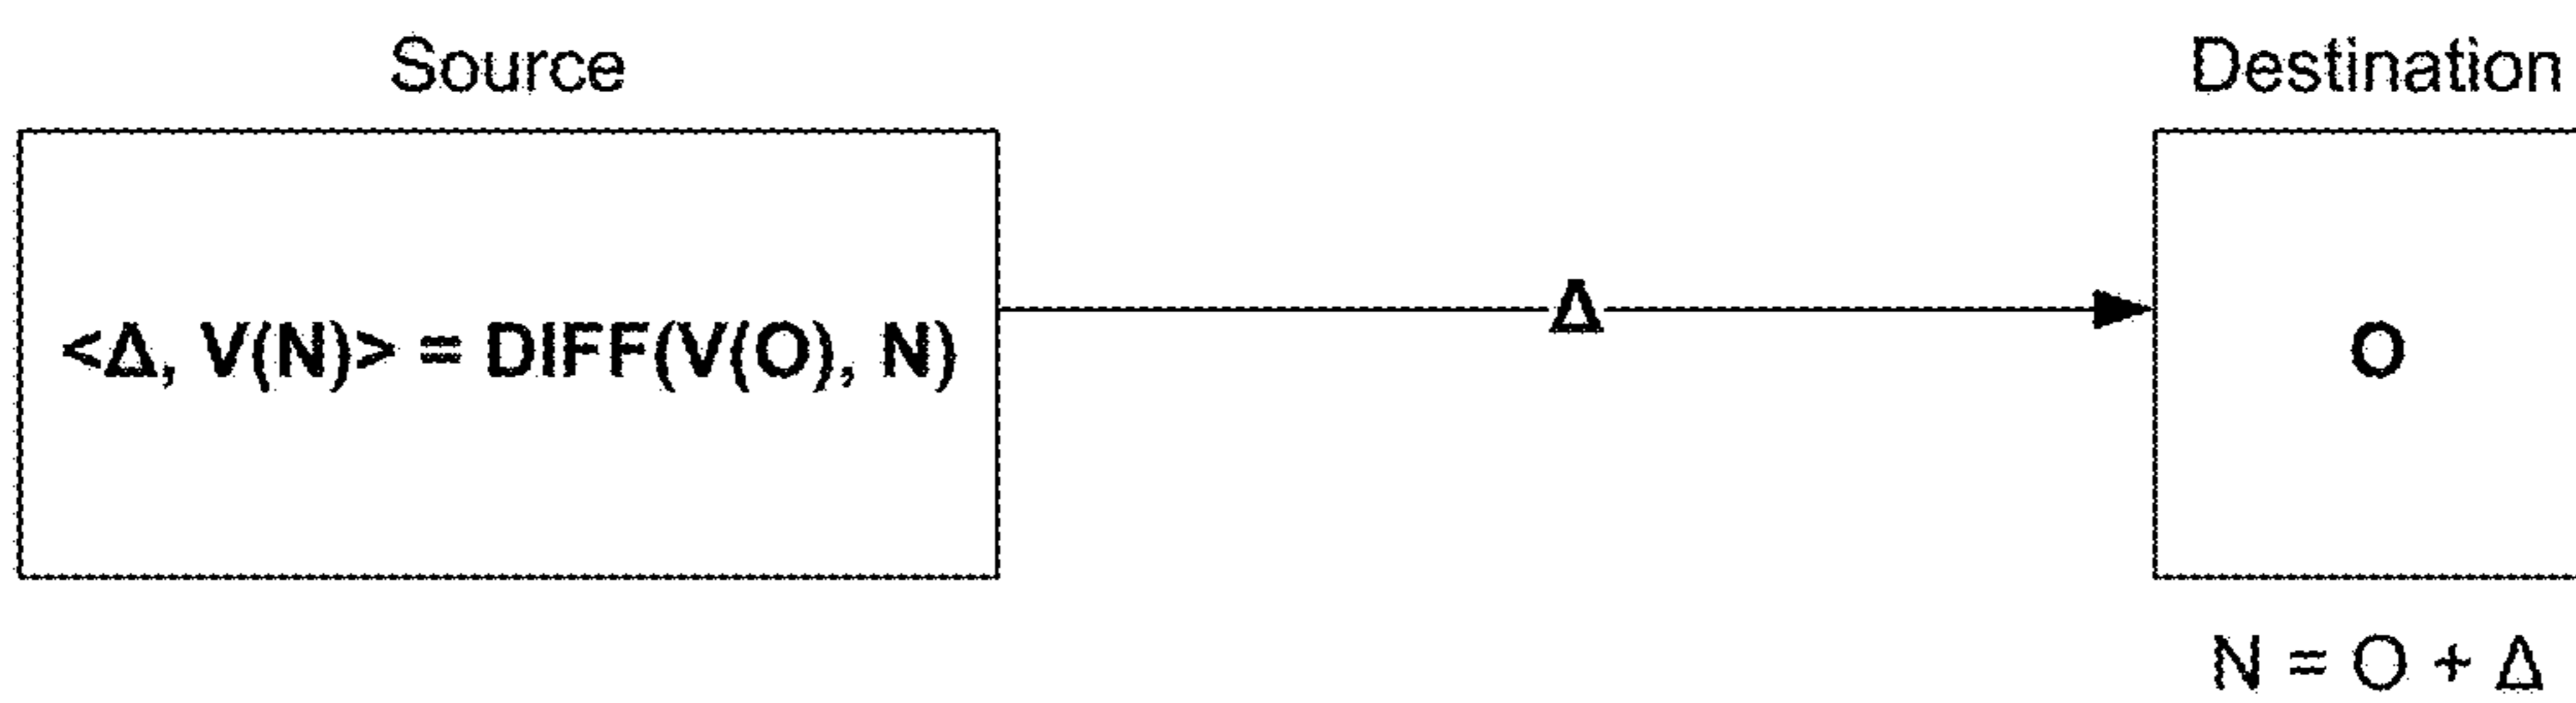 Source
Destination
<Δ, V(N)> = DIFF(V(O), N)
Δ
O
N = O + Δ